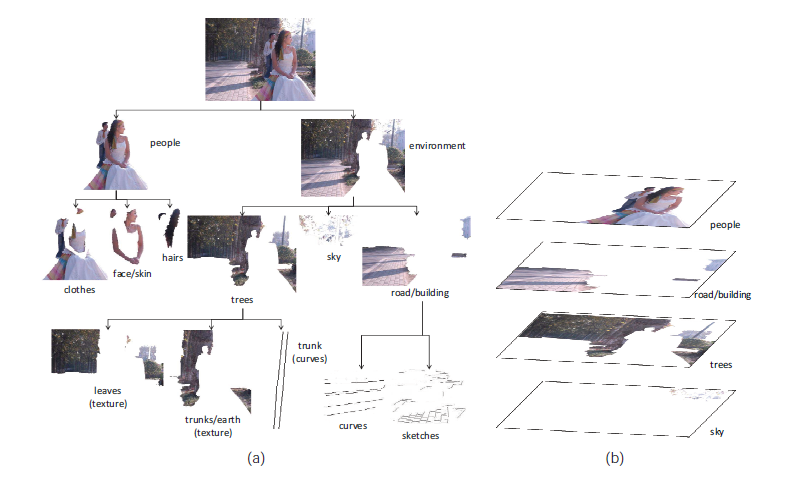 people
environment
hairs
face/skin
clothes
sky
trees
road/building
trunk
(curves)
leaves
(texture)
trunks/earth
(texture)
curves
sketches
(a)
people
road/building
trees
sky
(b)